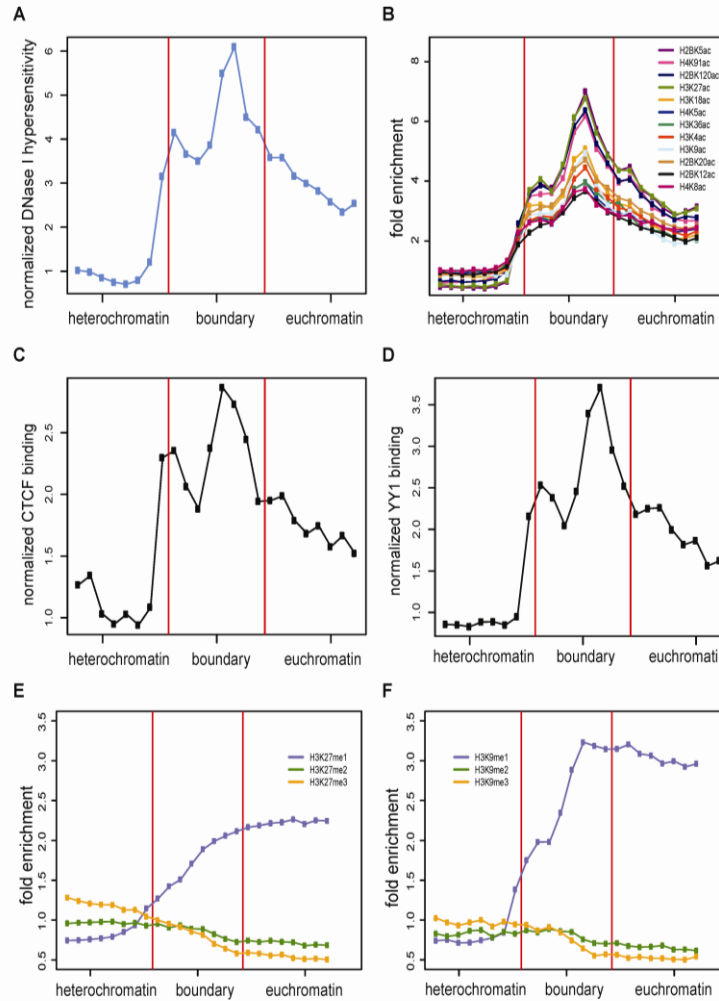 A
normalized DNase I hypersensitivity
6
5
4
3
2
1
heterochromatin boundary euchromatin
B
fold enrichment
8
6
4
2
H2BK5ac
H4K91ac
H2BK120ac
H3K27ac
H3K18ac
H4K5ac
H3K36ac
H3K4ac
H3K9ac
H2BK20ac
H2BK12ac
H4K8ac
heterochromatin boundary euchromatin
C
normalized CTCF binding
2.5
2.0
1.5
1.0
heterochromatin boundary euchromatin
D
normalized YY1 binding
3.5
3.0
2.5
2.0
1.5
1.0
heterochromatin boundary euchromatin
E
fold enrichment
3.5
3.0
2.5
2.0
1.5
1.0
0.5
H3K27me1
H3K27me2
H3K27me3
heterochromatin boundary euchromatin
F
fold enrichment
3.5
3.0
2.5
2.0
1.5
1.0
0.5
H3K9me1
H3K9me2
H3K9me3
heterochromatin boundary euchromatin